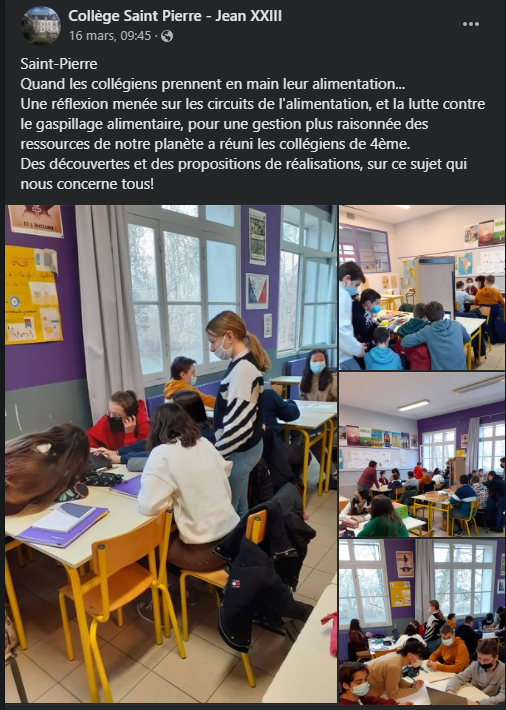 Collège Saint Pierre - Jean XXIII
16 mars, 09:45 ·
Saint-Pierre
Quand les collégiens prennent en main leur alimentation...
Une réflexion menée sur les circuits de l'alimentation, et la lutte contre
le gaspillage alimentaire, pour une gestion plus raisonnée des
ressources de notre planète a réuni les collégiens de 4ème.
Des découvertes et des propositions de réalisations, sur ce sujet qui
nous concerne tous!